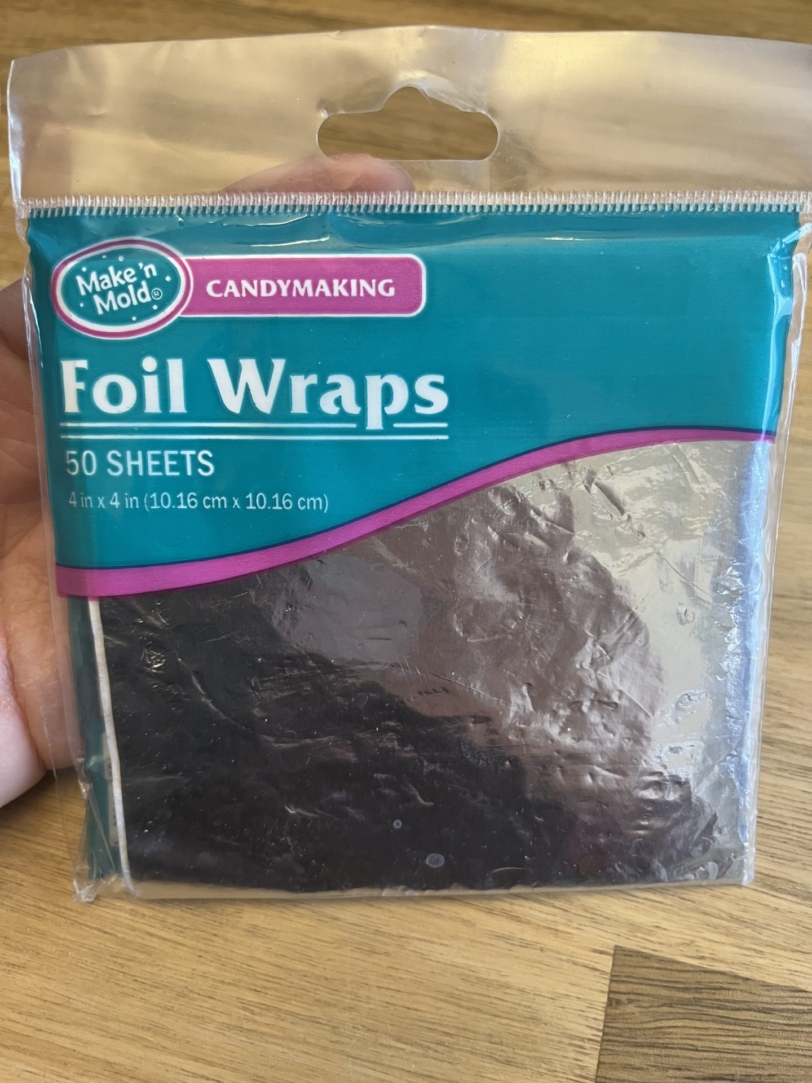 Make 'n
Mold®
CANDYMAKING
Foil Wraps
50 SHEETS
4 in x 4 in (10.16 cm x 10.16 cm)